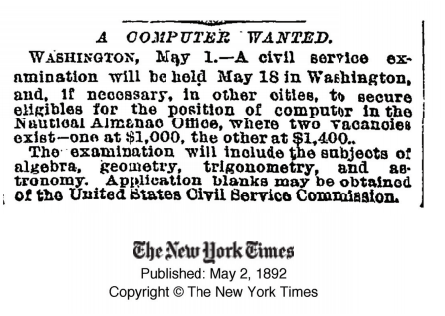 A COMPUTER WANTED.
WASHINGTON, May 1.—A civil service ex-
amination will be held May 18 in Washington,
and, if necessary, in other cities, to secure
eligibles for the position of computer in the
Nautical Almanac Office, where two vacancies
exist—one at $1,000, the other at $1,400..
The examination will include the subjects of
algebra, geometry, trigonometry, and as-
tronomy. Application blanks may be obtained
of the United States Civil Service Commission.
The New York Times
Published: May 2, 1892
Copyright © The New York Times